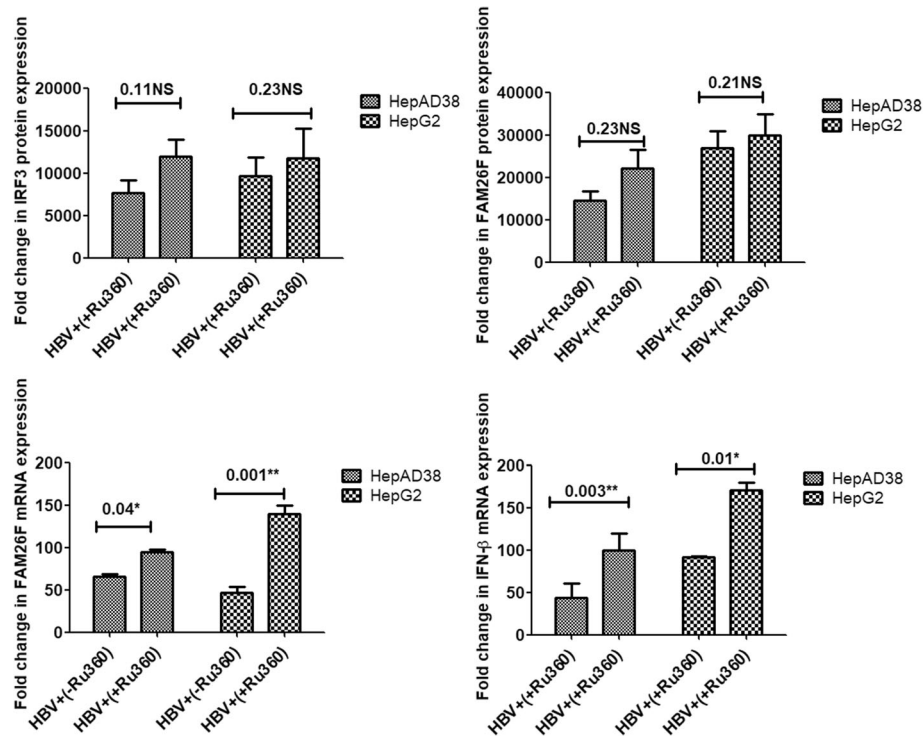 Fold change in IRF3 protein expression
20000
15000
10000
5000
0
0.11NS
0.23NS
HepAD38
HepG2
HBV+(+Ru360)
HBV+(+Ru360)
HBV+(+Ru360)
HBV+(+Ru360)
Fold change in FAM26F protein expression
40000
30000
20000
10000
0
0.23NS
0.21NS
HepAD38
HepG2
HBV+(-Ru360)
HBV+(+Ru360)
HBV+(-Ru360)
HBV+(+Ru360)
Fold change in FAM26F mRNA expression
200
150
100
50
0
0.04*
0.001**
HepAD38
HepG2
HBV+(-Ru360)
HBV+(+Ru360)
HBV+(-Ru360)
HBV+(+Ru360)
Fold change in IFN-β mRNA expression
200
150
100
50
0
0.003**
0.01*
HepAD38
HepG2
HBV+(+Ru360)
HBV+(+Ru360)
HBV+(+Ru360)
HBV+(+Ru360)